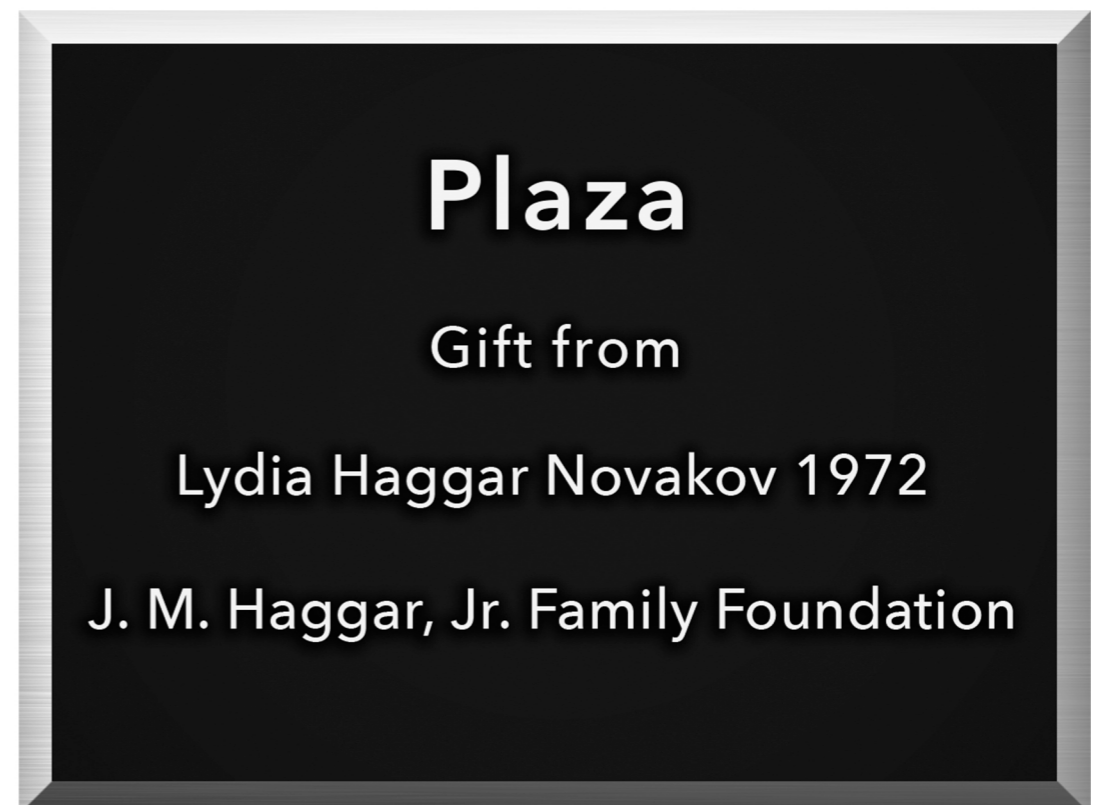 Plaza
Gift from
Lydia Haggar Novakov 1972
J. M. Haggar, Jr. Family Foundation